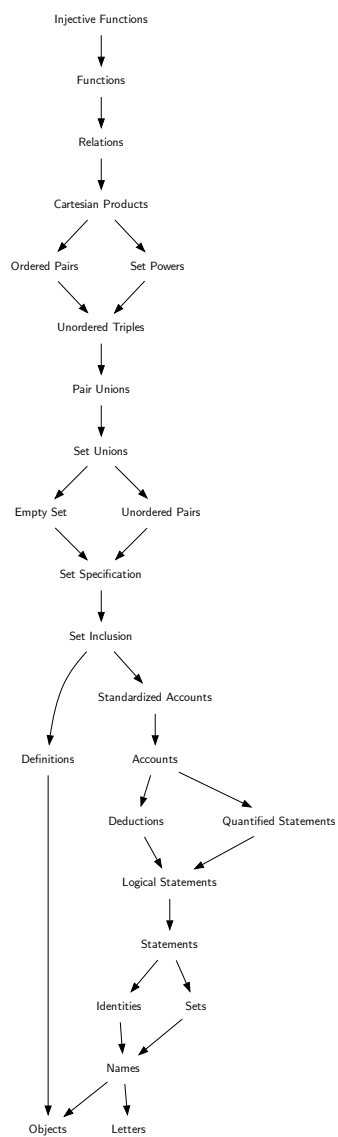 Injective Functions
Functions
Relations
Cartesian Products
Ordered Pairs
Set Powers
Unordered Triples
Pair Unions
Set Unions
Empty Set
Unordered Pairs
Set Specification
Set Inclusion
Standardized Accounts
Definitions
Accounts
Deductions
Quantified Statements
Logical Statements
Statements
Identities
Sets
Names
Objects
Letters